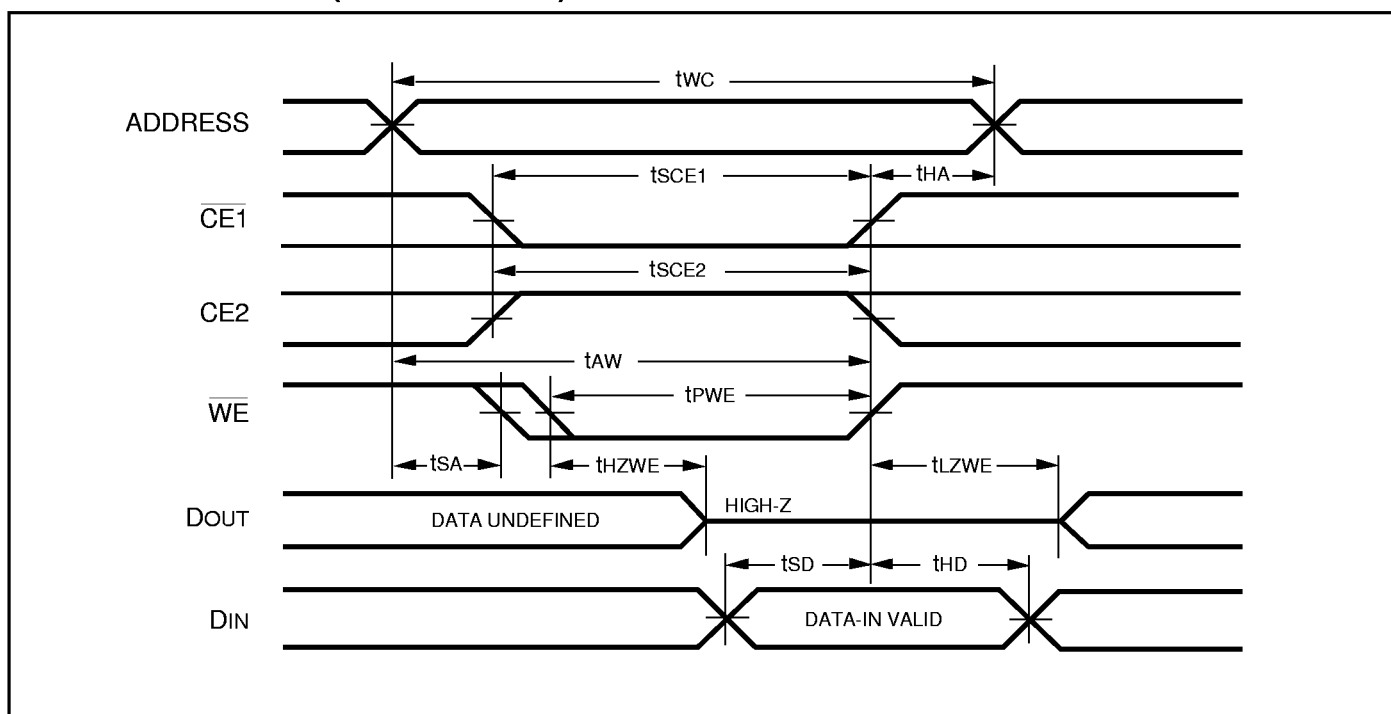 tWC
ADDRESS
tSCE1
tHA
CE1
tSCE2
CE2
tAW
tPWE
WE
tSA
tHZWE
tLZWE
DOUT
DATA UNDEFINED
HIGH-Z
tSD
tHD
DIN
DATA-IN VALID